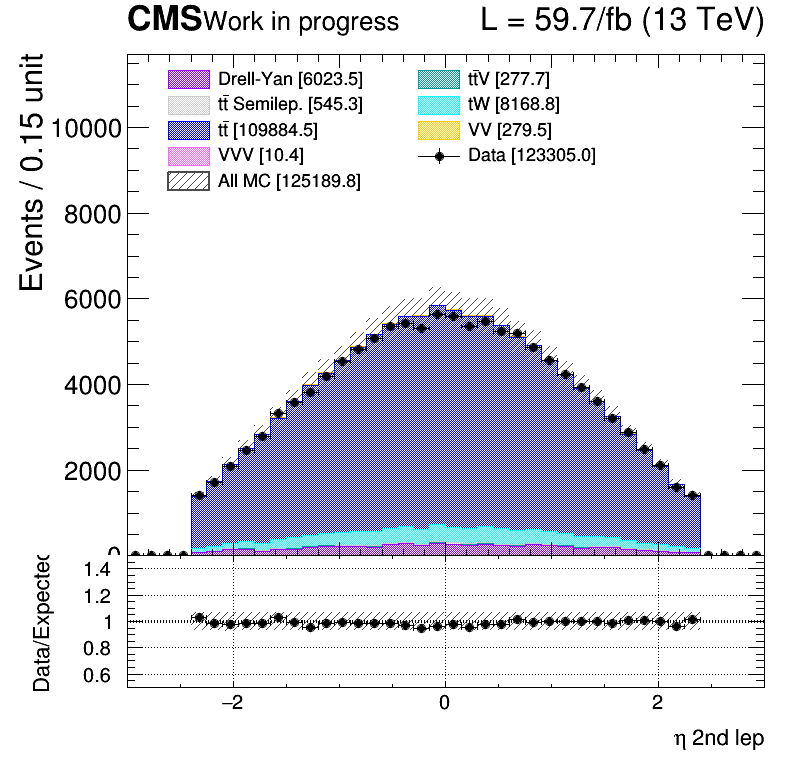 CMS Work in progress L = 59.7/fb (13 TeV)
Events / 0.15 unit
Drell-Yan [6023.5]
tt̄ Semilep. [545.3]
tt̄ [109884.5]
VVV [10.4]
All MC [125189.8]
tt̄V [277.7]
tW [8168.8]
VV [279.5]
Data [123305.0]
10000
8000
6000
4000
2000
0
Data/Expected
1.4
1.2
1
0.8
0.6
−2 0 2
η 2nd lep